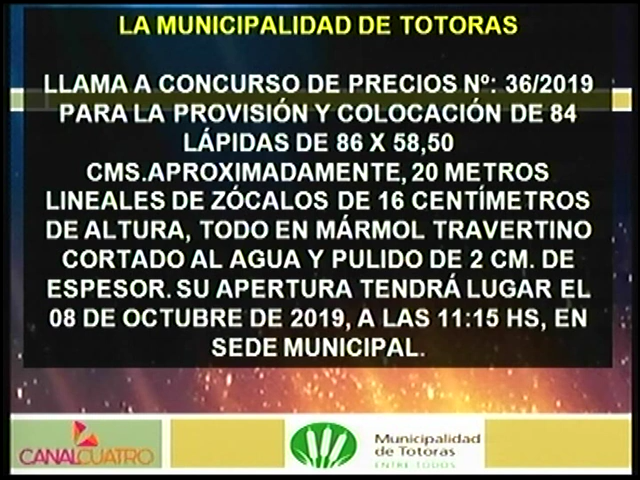 LA MUNICIPALIDAD DE TOTORAS
LLAMA A CONCURSO DE PRECIOS Nº: 36/2019
PARA LA PROVISIÓN Y COLOCACIÓN DE 84
LÁPIDAS DE 86 X 58,50
CMS.APROXIMADAMENTE, 20 METROS
LINEALES DE ZÓCALOS DE 16 CENTÍMETROS
DE ALTURA, TODO EN MÁRMOL TRAVERTINO
CORTADO AL AGUA Y PULIDO DE 2 CM. DE
ESPESOR. SU APERTURA TENDRÁ LUGAR EL
08 DE OCTUBRE DE 2019, A LAS 11:15 HS, EN
SEDE MUNICIPAL.
CANALCUATRO
Municipalidad
de Totoras
ENTRE TODOS